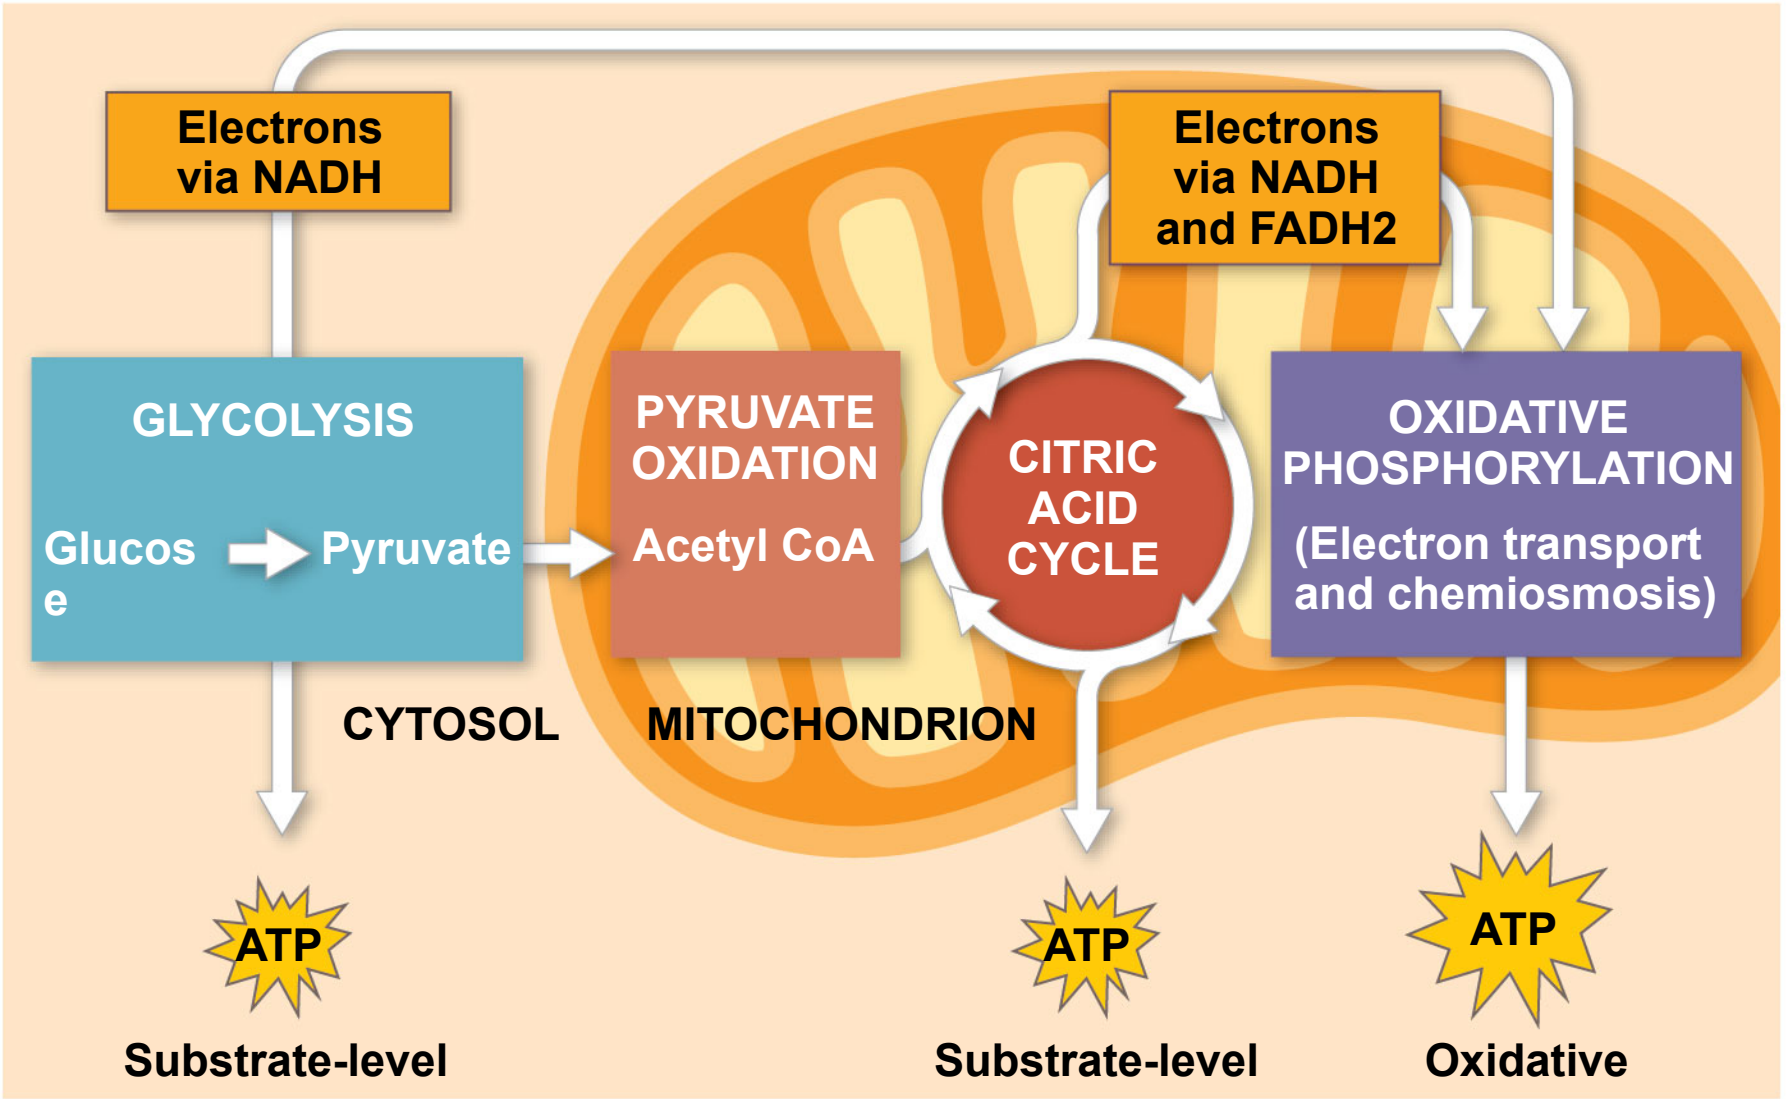 Electrons
via NADH
Electrons
via NADH
and FADH2
GLYCOLYSIS
Glucos
e
Pyruvate
PYRUVATE
OXIDATION
Acetyl CoA
CITRIC
ACID
CYCLE
OXIDATIVE
PHOSPHORYLATION
(Electron transport
and chemiosmosis)
CYTOSOL
MITOCHONDRION
ATP
ATP
ATP
Substrate-level
Substrate-level
Oxidative